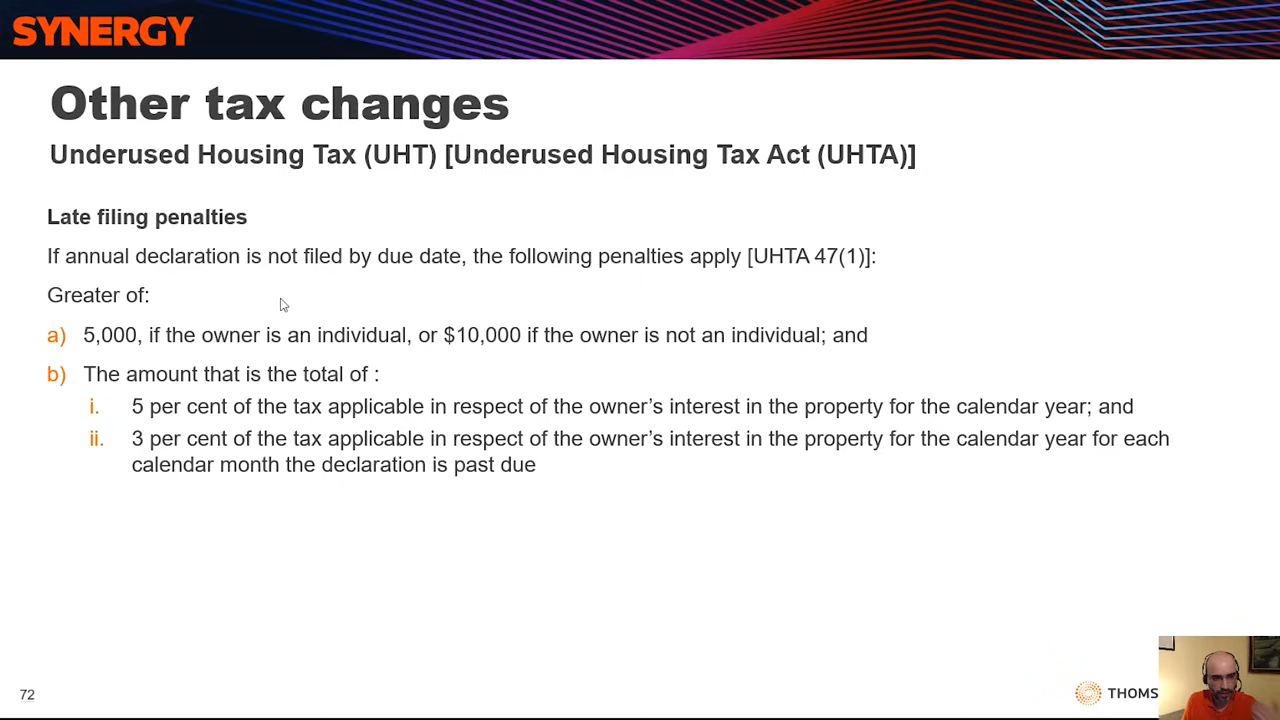 SYNERGY
Other tax changes
Underused Housing Tax (UHT) [Underused Housing Tax Act (UHTA)]
Late filing penalties
If annual declaration is not filed by due date, the following penalties apply [UHTA 47(1)]:
Greater of:
a) 5,000, if the owner is an individual, or $10,000 if the owner is not an individual; and
b) The amount that is the total of :
i. 5 per cent of the tax applicable in respect of the owner’s interest in the property for the calendar year; and
ii. 3 per cent of the tax applicable in respect of the owner’s interest in the property for the calendar year for each
calendar month the declaration is past due
72
THOMS